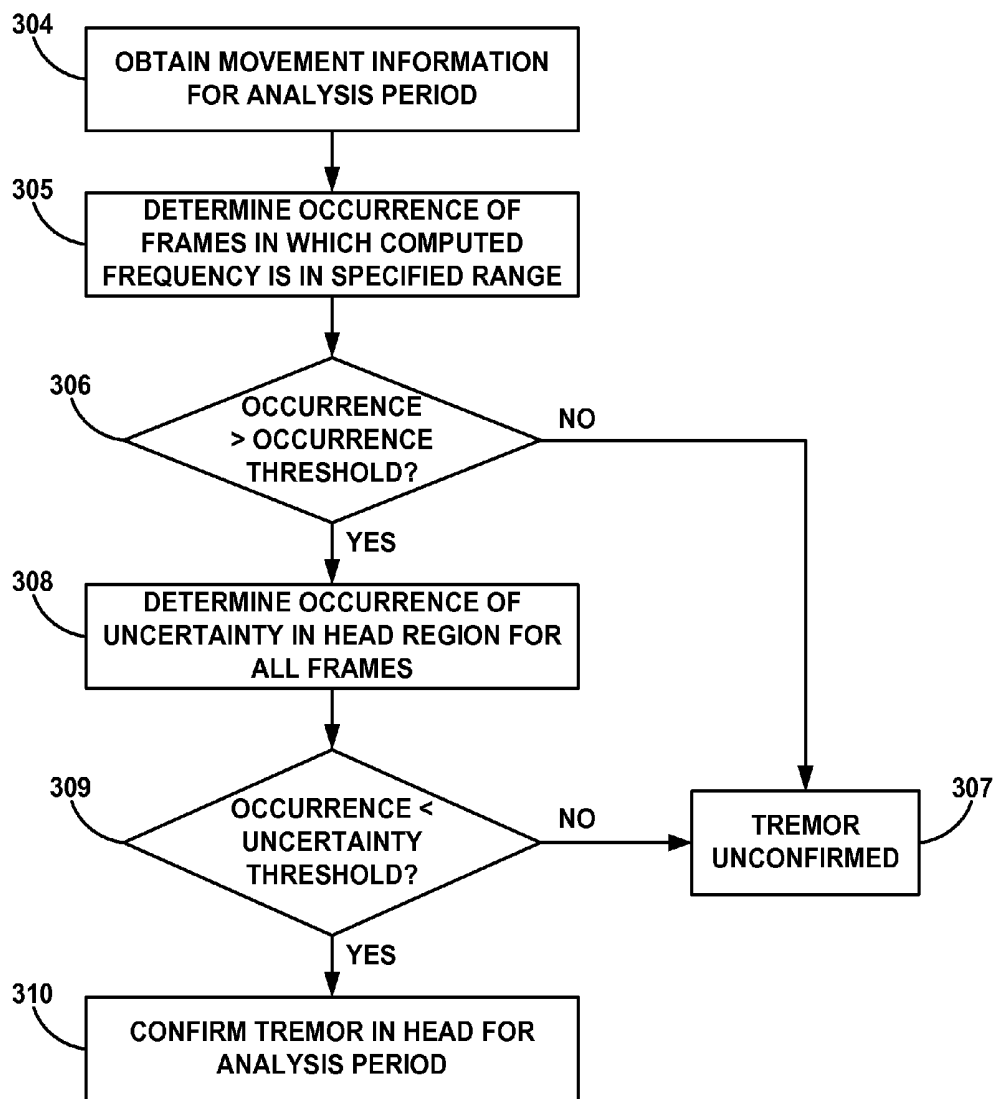 304
OBTAIN MOVEMENT INFORMATION
FOR ANALYSIS PERIOD
305
DETERMINE OCCURRENCE OF
FRAMES IN WHICH COMPUTED
FREQUENCY IS IN SPECIFIED RANGE
306
OCCURRENCE
> OCCURRENCE
THRESHOLD?
NO
YES
308
DETERMINE OCCURRENCE OF
UNCERTAINTY IN HEAD REGION FOR
ALL FRAMES
309
OCCURRENCE <
UNCERTAINTY
THRESHOLD?
NO
307
TREMOR
UNCONFIRMED
YES
310
CONFIRM TREMOR IN HEAD FOR
ANALYSIS PERIOD